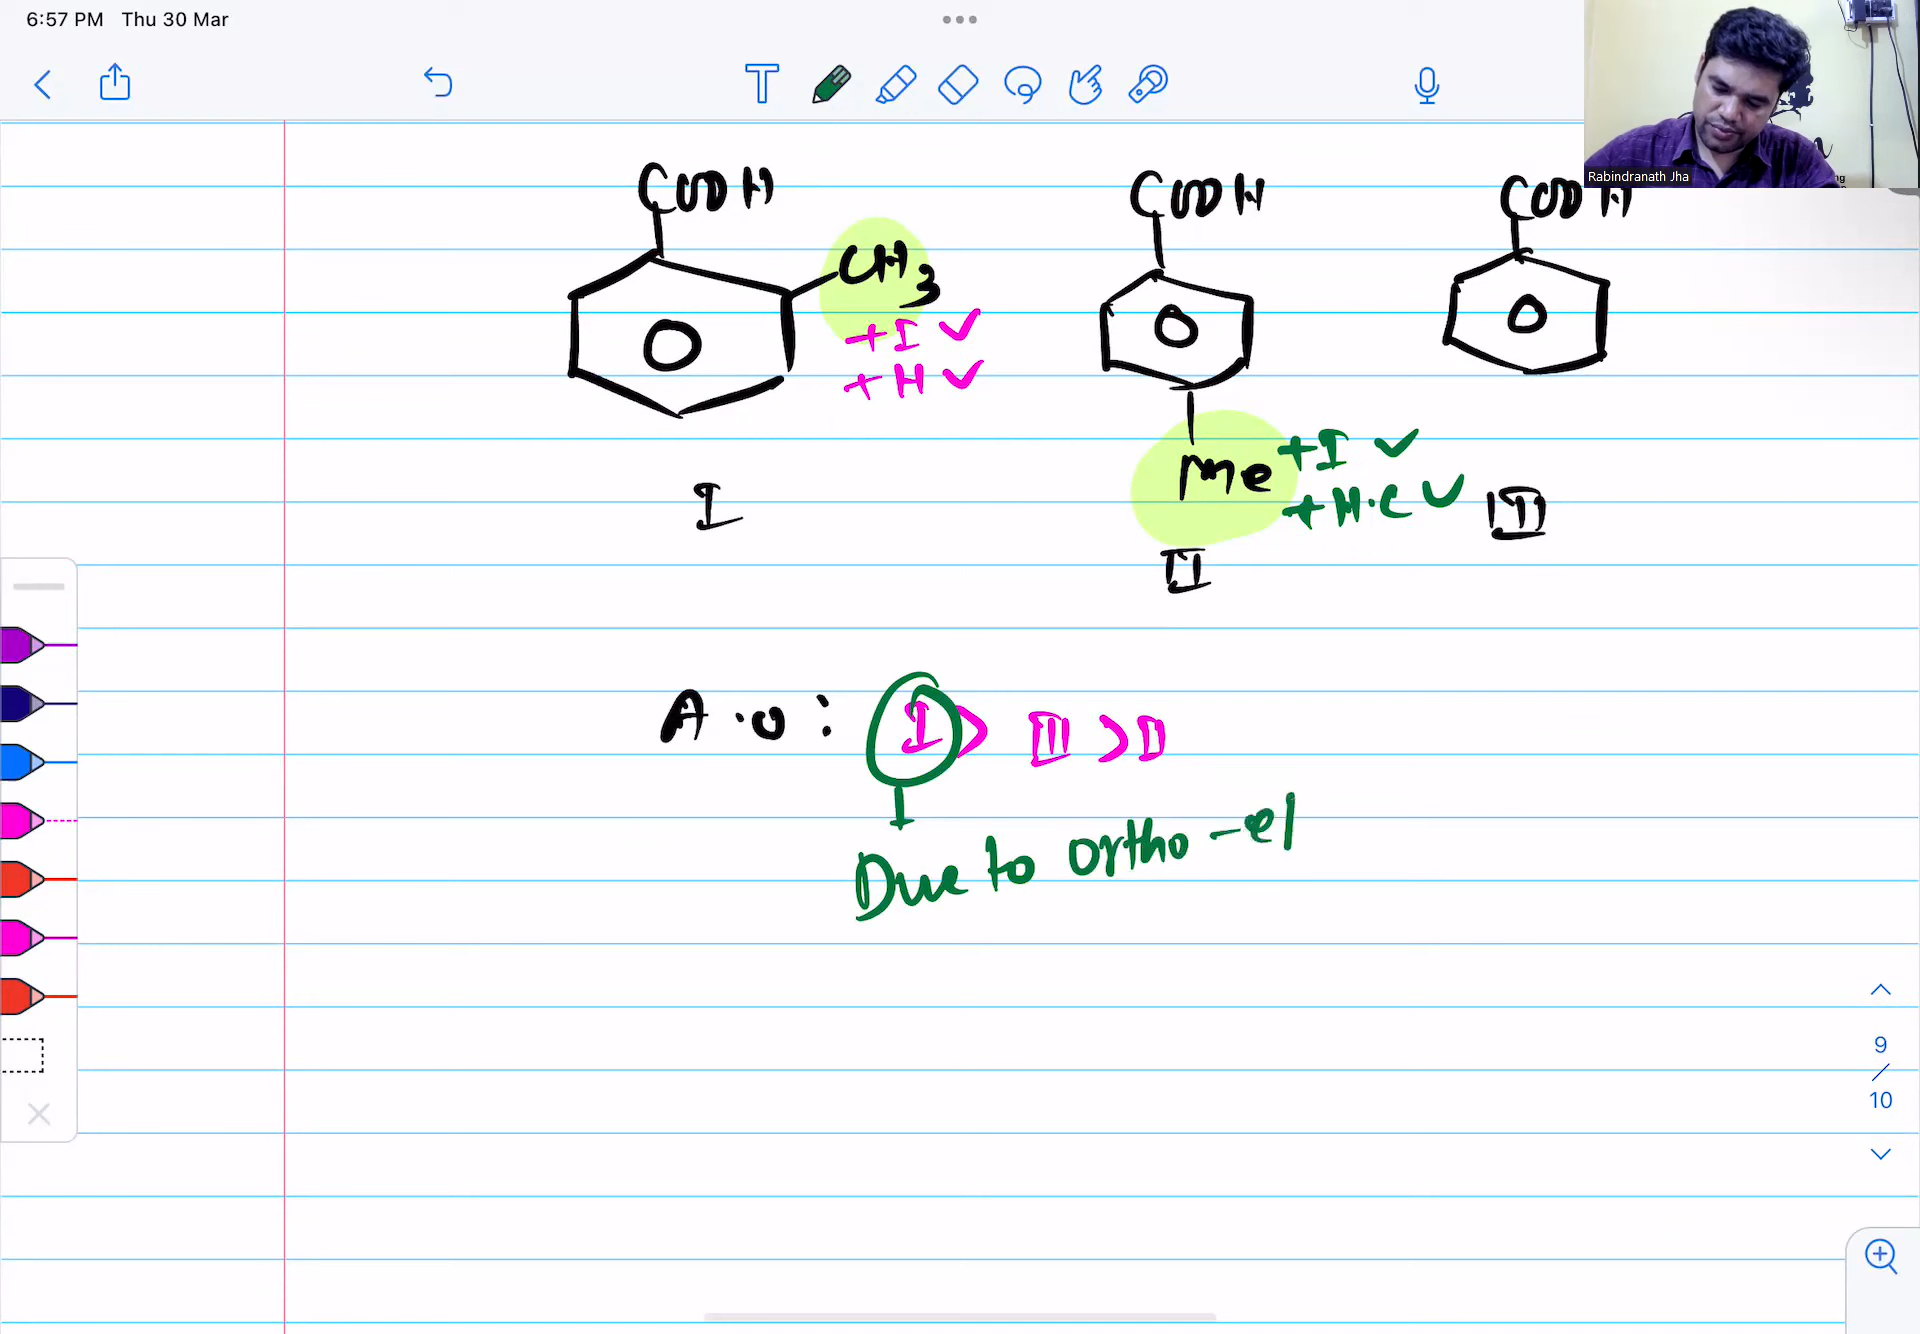 6:57 PM Thu 30 Mar
Rabindranath Jha
COOH COOH COOH
CH3
+I ✓
+H ✓
Me +I ✓
+H.C ✓
I II III
A.O: I > III > II
Due to ortho-el
9
/
10